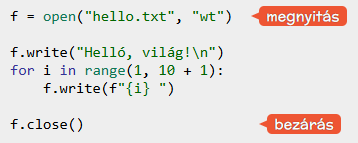 f = open("hello.txt", "wt") megnyitás
f.write("Helló, világ!\n")
for i in range(1, 10 + 1):
    f.write(f"{i} ")
f.close() bezárás